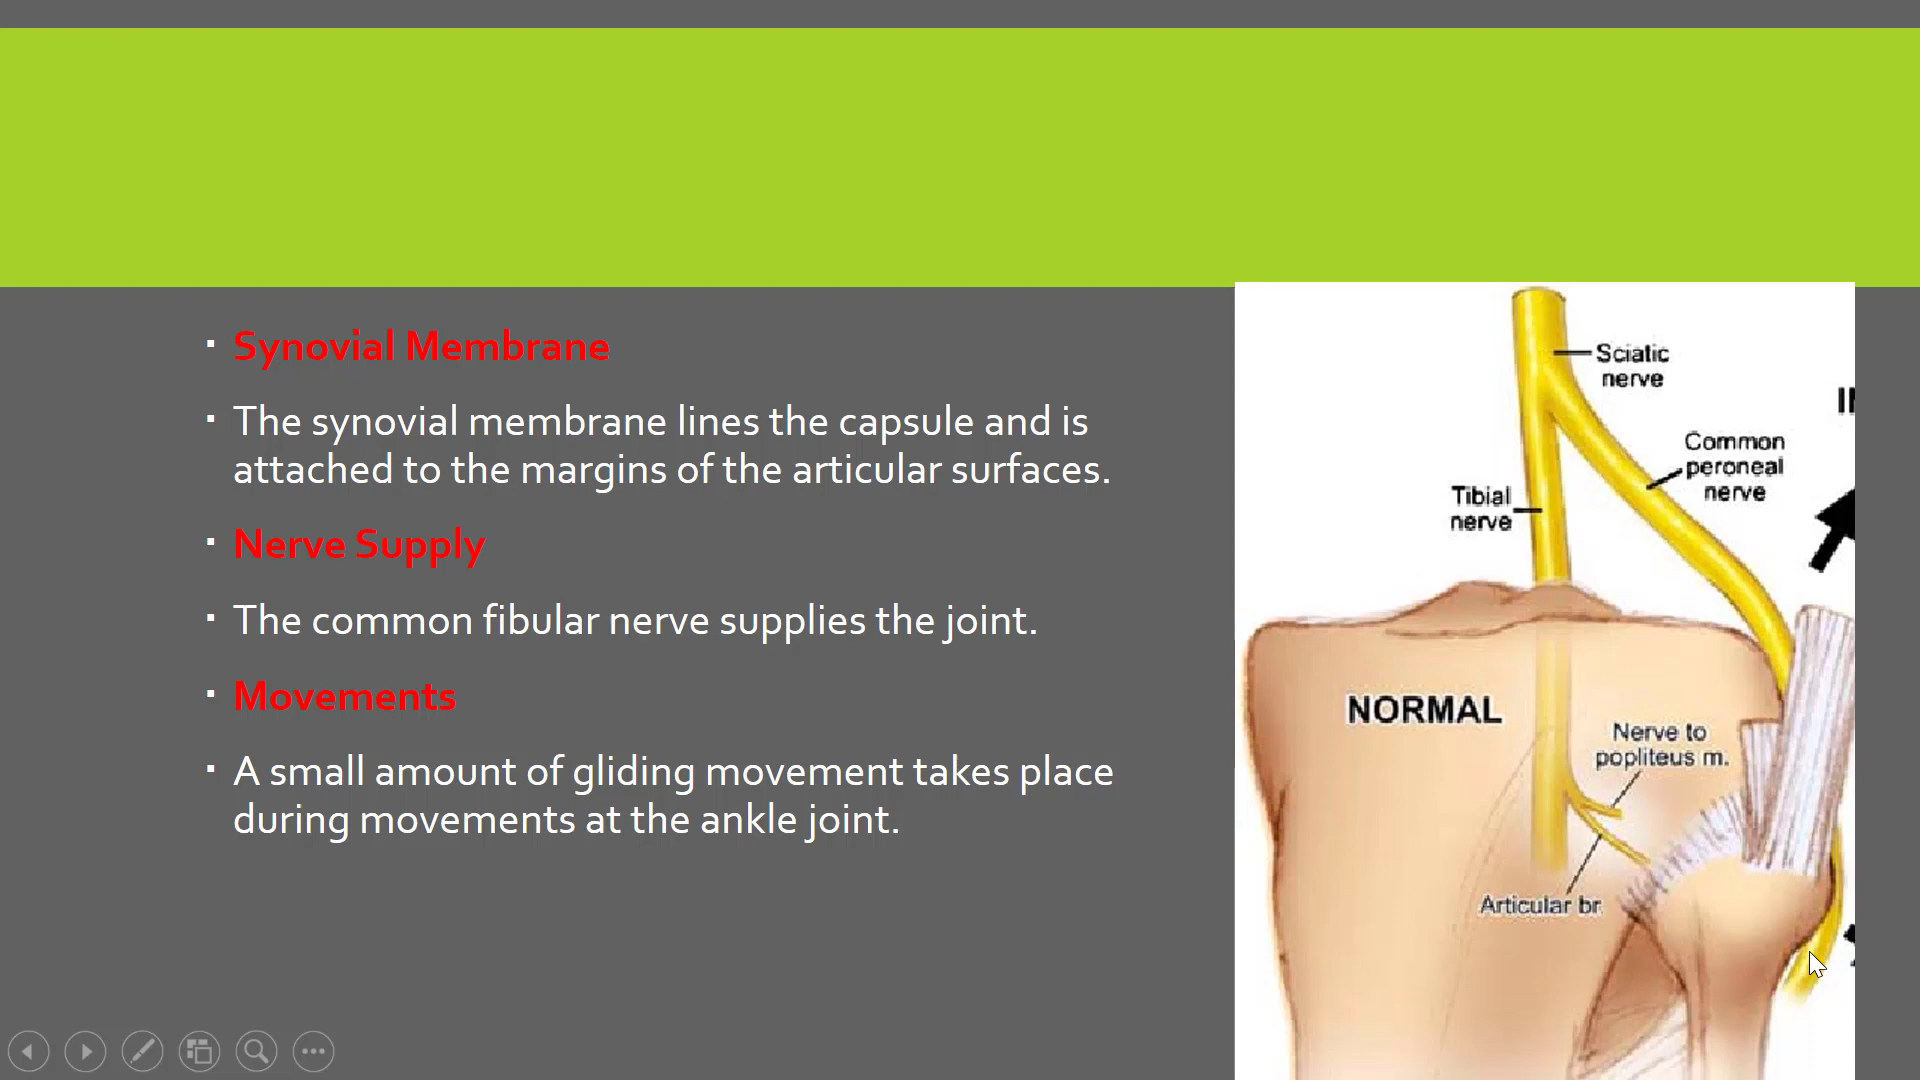 Synovial Membrane
The synovial membrane lines the capsule and is
attached to the margins of the articular surfaces.
Nerve Supply
The common fibular nerve supplies the joint.
Movements
A small amount of gliding movement takes place
during movements at the ankle joint.
Sciatic
nerve
Common
peroneal
nerve
Tibial
nerve
NORMAL
Nerve to
popliteus m.
Articular br